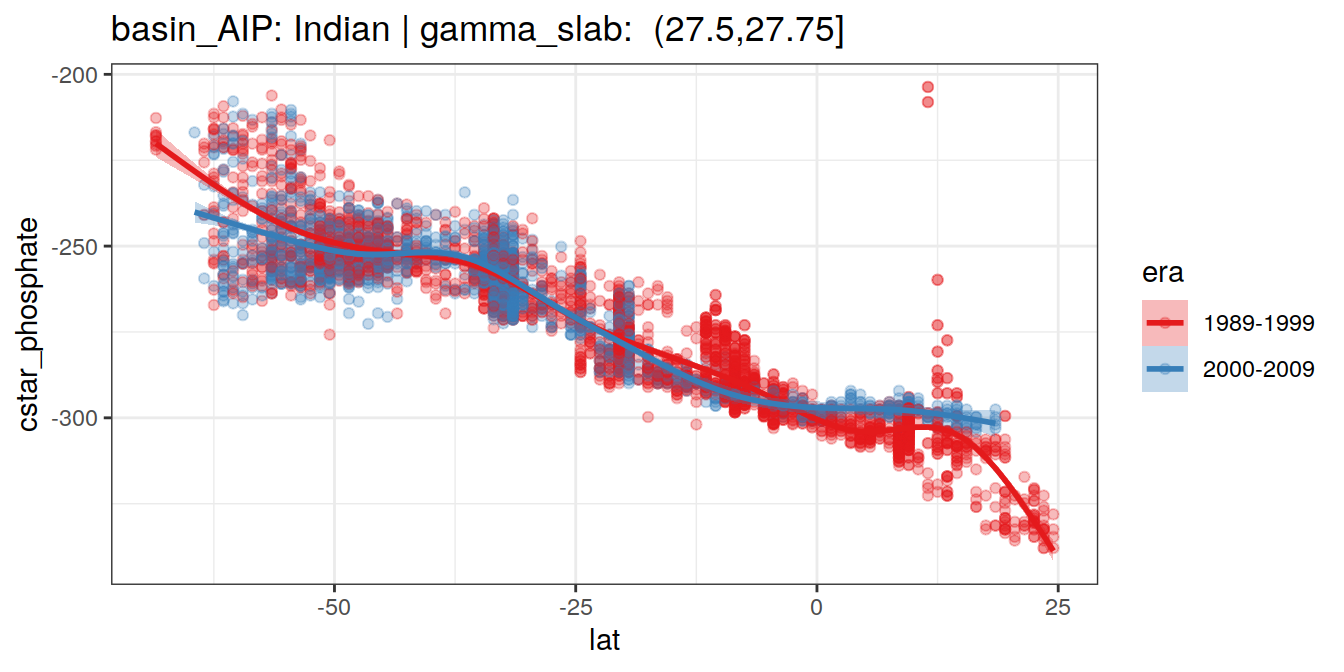 basin_AIP: Indian | gamma_slab:  (27.5,27.75]
cstar_phosphate
-200
-250
-300
-50
-25
0
25
lat
era
1989-1999
2000-2009